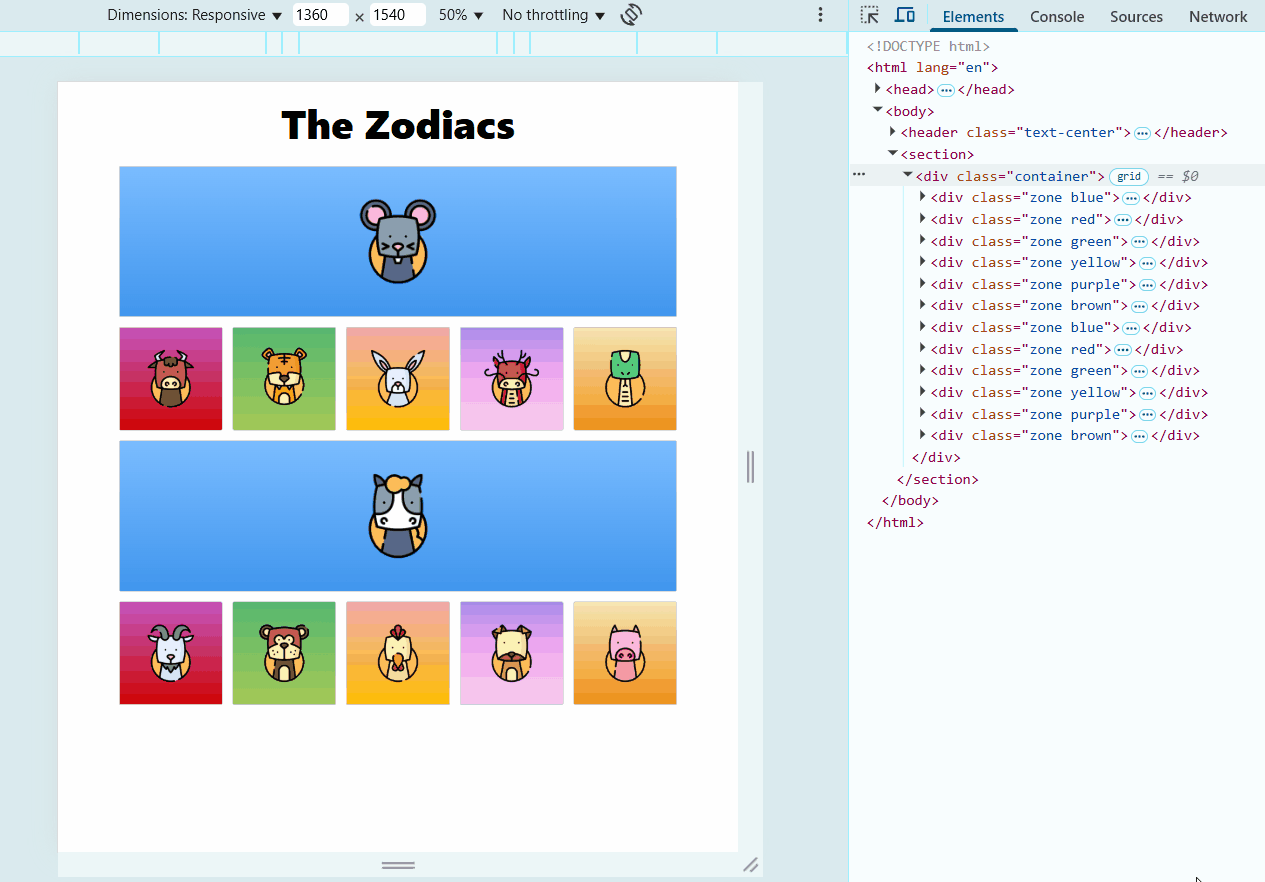 Dimensions: Responsive ▼ 1360 × 1540 50% ▼ No throttling ▼
Elements Console Sources Network
The Zodiacs
<!DOCTYPE html>
<html lang="en">
<head> ⋯ </head>
<body>
<header class="text-center"> ⋯ </header>
<section>
<div class="container"> grid == $0
<div class="zone blue"> ⋯ </div>
<div class="zone red"> ⋯ </div>
<div class="zone green"> ⋯ </div>
<div class="zone yellow"> ⋯ </div>
<div class="zone purple"> ⋯ </div>
<div class="zone brown"> ⋯ </div>
<div class="zone blue"> ⋯ </div>
<div class="zone red"> ⋯ </div>
<div class="zone green"> ⋯ </div>
<div class="zone yellow"> ⋯ </div>
<div class="zone purple"> ⋯ </div>
<div class="zone brown"> ⋯ </div>
</div>
</section>
</body>
</html>